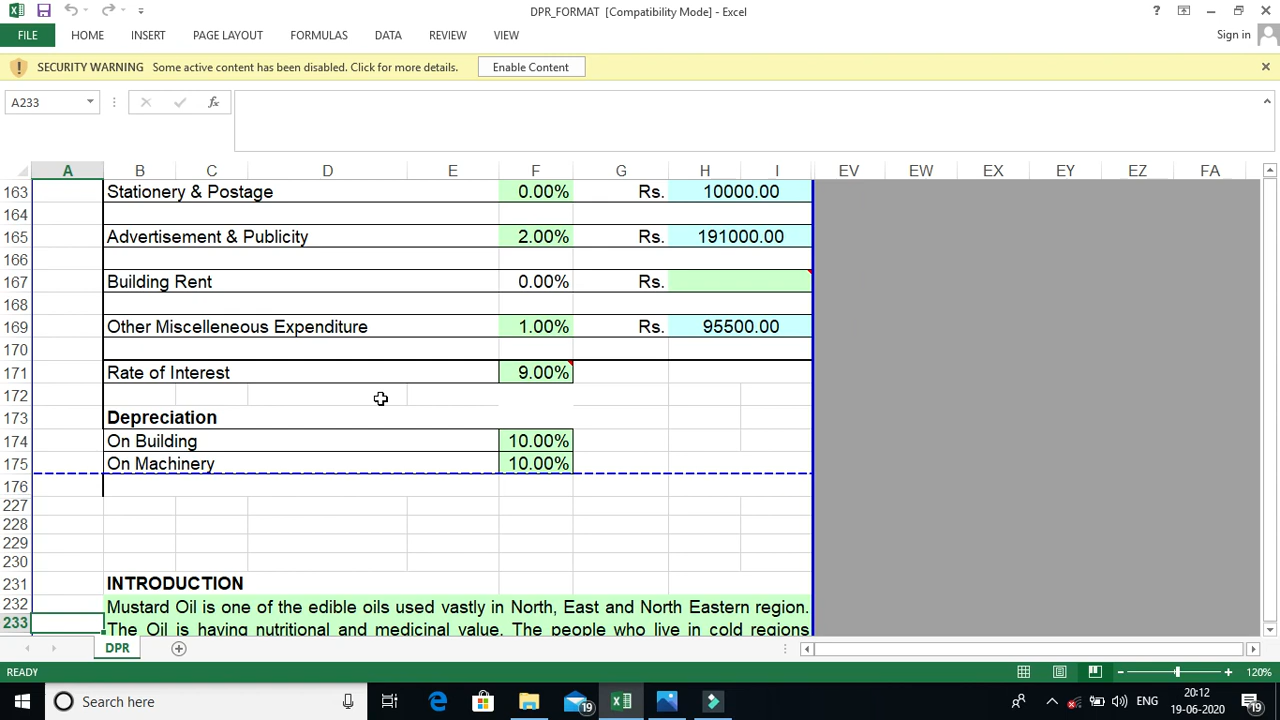 DPR_FORMAT [Compatibility Mode] - Excel
?
FILE HOME INSERT PAGE LAYOUT FORMULAS DATA REVIEW VIEW Sign in
! SECURITY WARNING Some active content has been disabled. Click for more details. Enable Content
A233 fx
A B C D E F G H I EV EW EX EY EZ FA
163 Stationery & Postage 0.00% Rs. 10000.00
164
165 Advertisement & Publicity 2.00% Rs. 191000.00
166
167 Building Rent 0.00% Rs.
168
169 Other Miscelleneous Expenditure 1.00% Rs. 95500.00
170
171 Rate of Interest 9.00%
172
173 Depreciation
174 On Building 10.00%
175 On Machinery 10.00%
176
227
228
229
230
231 INTRODUCTION
232 Mustard Oil is one of the edible oils used vastly in North, East and North Eastern region.
233 The Oil is having nutritional and medicinal value. The people who live in cold regions
DPR
READY 120%
Search here 19 ENG 20:12
19-06-2020 19